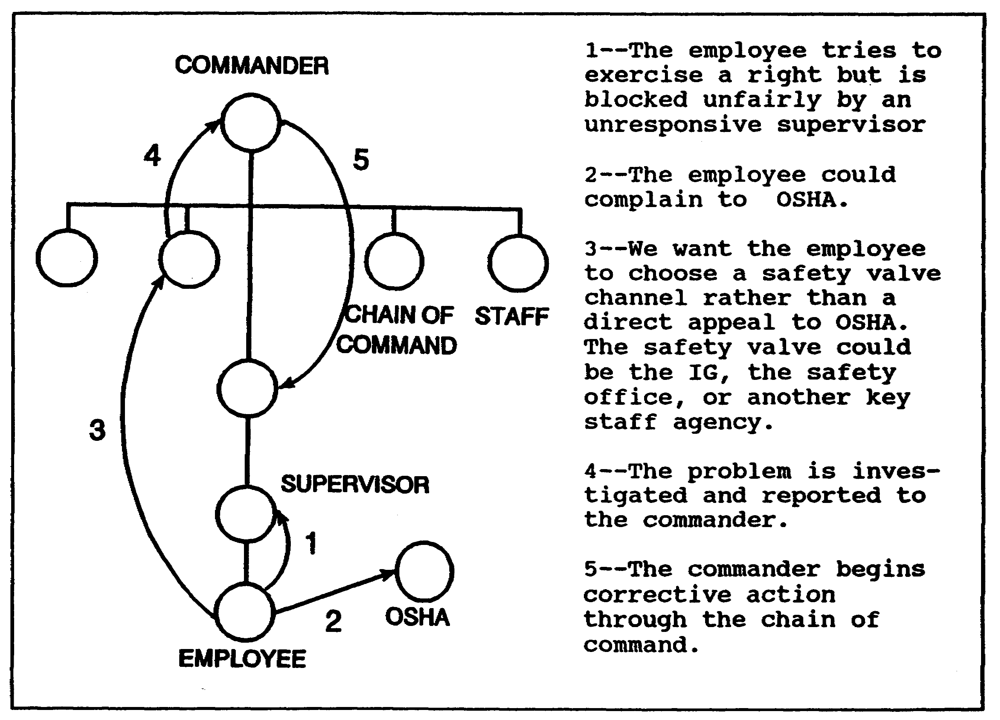 COMMANDER
4
5
CHAIN OF STAFF
COMMAND
3
SUPERVISOR
1
2
OSHA
EMPLOYEE
1--The employee tries to
exercise a right but is
blocked unfairly by an
unresponsive supervisor
2--The employee could
complain to OSHA.
3--We want the employee
to choose a safety valve
channel rather than a
direct appeal to OSHA.
The safety valve could
be the IG, the safety
office, or another key
staff agency.
4--The problem is inves-
tigated and reported to
the commander.
5--The commander begins
corrective action
through the chain of
command.